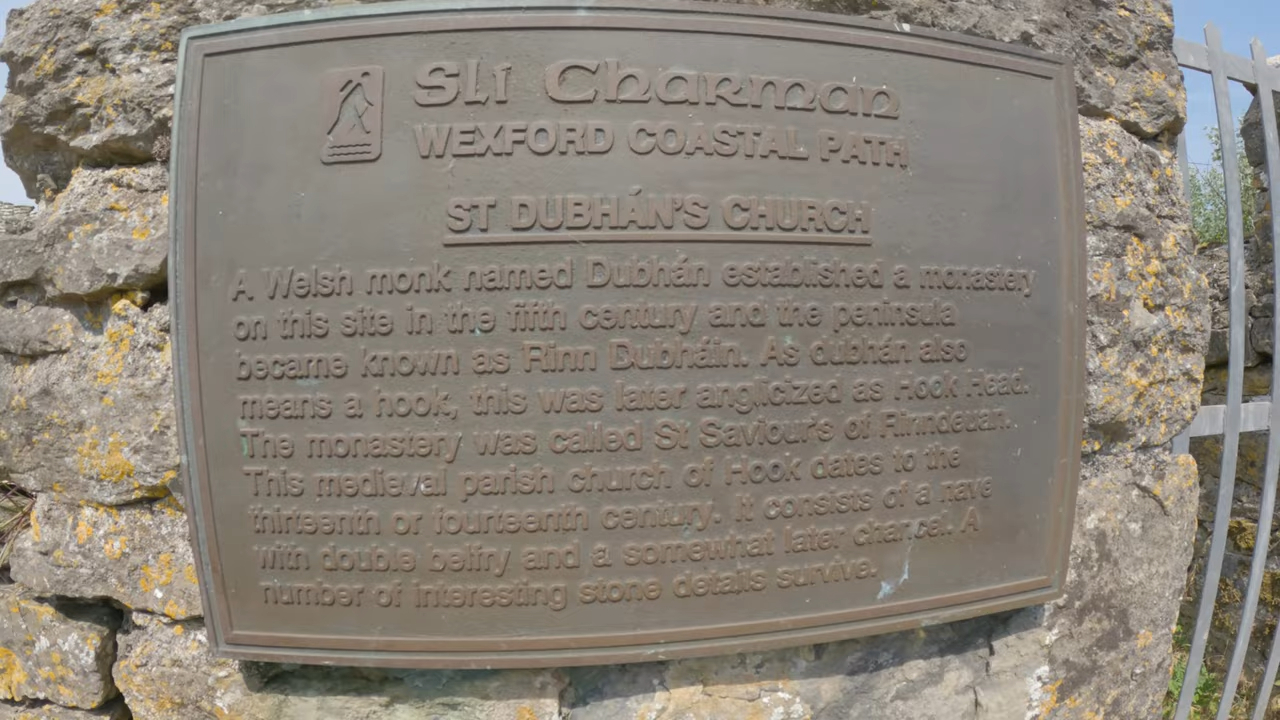 Slí Charman
WEXFORD COASTAL PATH
ST DUBHÁN'S CHURCH
A Welsh monk named Dubhán established a monastery
on this site in the fifth century and the peninsula
became known as Rinn Dubháin. As dubhán also
means a hook, this was later anglicized as Hook Head.
The monastery was called St Saviour's of Rinndeuan.
This medieval parish church of Hook dates to the
thirteenth or fourteenth century. It consists of a nave
with double belfry and a somewhat later chancel. A
number of interesting stone details survive.